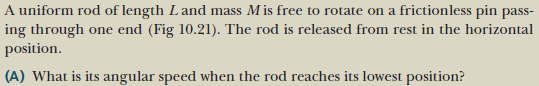 A uniform rod of length L and mass M is free to rotate on a frictionless pin pass-
ing through one end (Fig 10.21). The rod is released from rest in the horizontal
position.
(A) What is its angular speed when the rod reaches its lowest position?